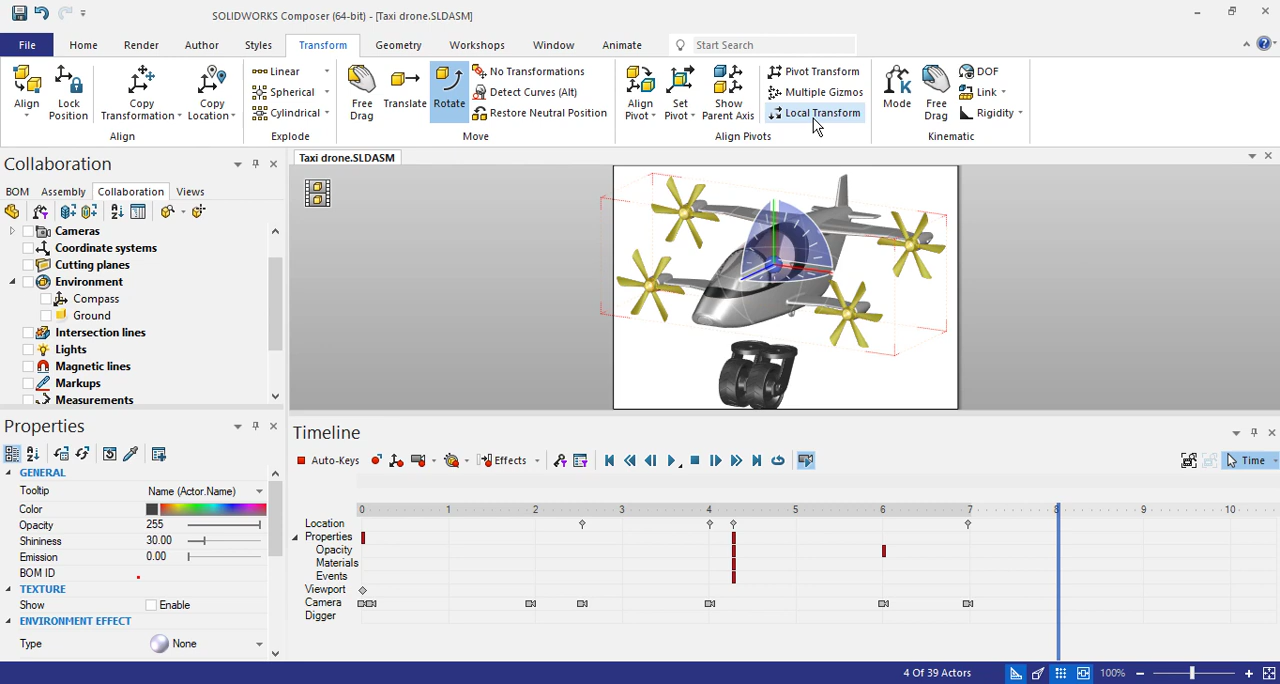 SOLIDWORKS Composer (64-bit) - [Taxi drone.SLDASM]
File Home Render Author Styles Transform Geometry Workshops Window Animate Start Search
Align Lock Position Copy Transformation Copy Location
Align
Linear
Spherical
Cylindrical
Explode
Free Drag Translate Rotate
No Transformations
Detect Curves (Alt)
Restore Neutral Position
Move
Align Pivot Set Pivot Show Parent Axis
Pivot Transform
Multiple Gizmos
Local Transform
Align Pivots
Mode Free Drag
DOF
Link
Rigidity
Kinematic
Collaboration
BOM Assembly Collaboration Views
Cameras
Coordinate systems
Cutting planes
Environment
Compass
Ground
Intersection lines
Lights
Magnetic lines
Markups
Measurements
Taxi drone.SLDASM
Properties
GENERAL
Tooltip Name (Actor.Name)
Color
Opacity 255
Shininess 30.00
Emission 0.00
BOM ID
TEXTURE
Show Enable
ENVIRONMENT EFFECT
Type None
Timeline
Auto-Keys Effects Time
0 1 2 3 4 5 6 7 8 9 10
Location
Properties
Opacity
Materials
Events
Viewport
Camera
Digger
4 Of 39 Actors 100%